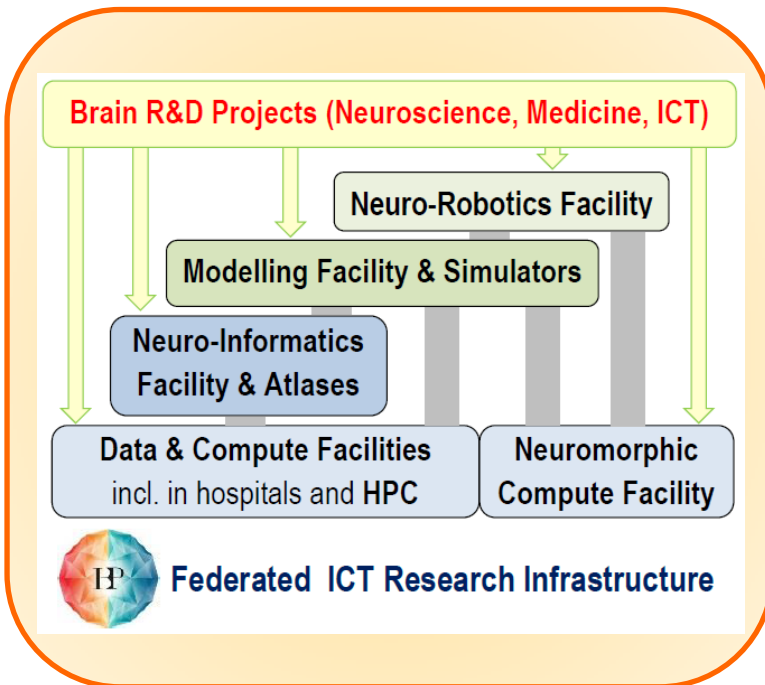 Brain R&D Projects (Neuroscience, Medicine, ICT)
Neuro-Robotics Facility
Modelling Facility & Simulators
Neuro-Informatics
Facility & Atlases
Data & Compute Facilities
incl. in hospitals and HPC
Neuromorphic
Compute Facility
HP
Federated ICT Research Infrastructure